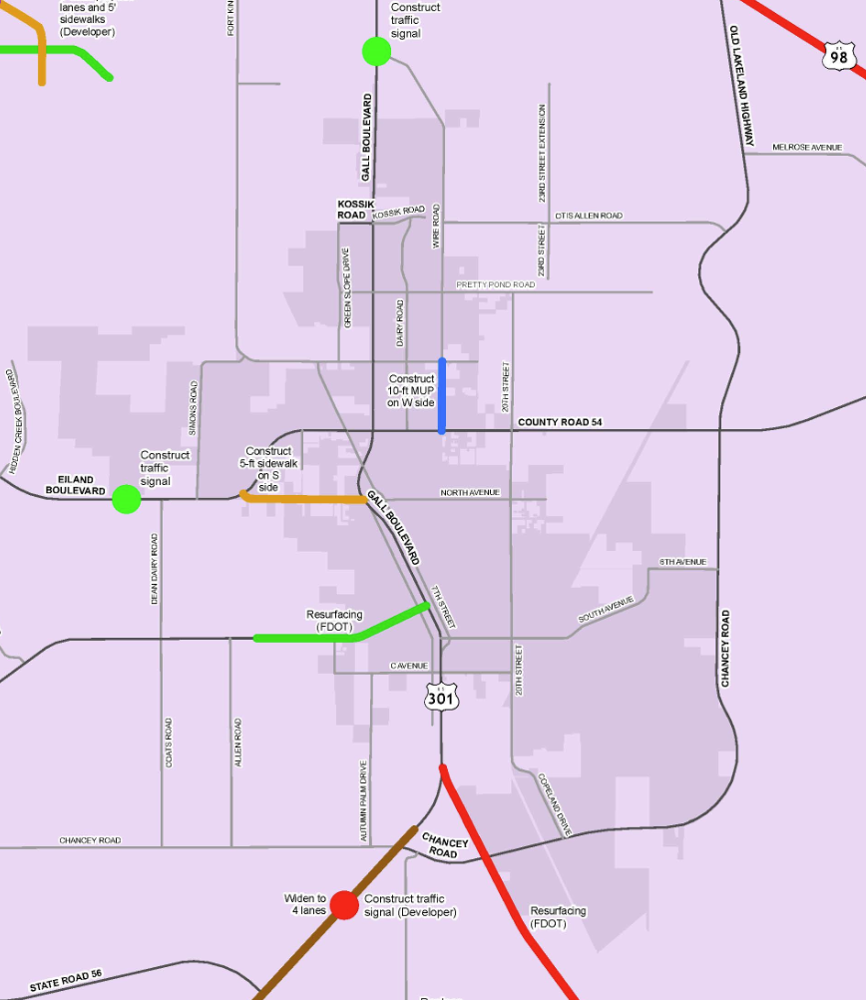 lanes and 5'
sidewalks
(Developer)
FORT KIN
Construct
traffic
signal
OLD LAKELAND HIGHWAY
US
98
MELROSE AVENUE
GALL BOULEVARD
23RD STREET EXTENSION
KOSSIK
ROAD
KOSSIK ROAD
WIRE ROAD
OTIS ALLEN ROAD
23RD STREET
GREEN SLOPE DRIVE
PRETTY POND ROAD
DAIRY ROAD
HIDDEN CREEK BOULEVARD
SIMONS ROAD
Construct
10-ft MUP
on W side
20TH STREET
COUNTY ROAD 54
Construct
traffic
signal
Construct
5-ft sidewalk
on S
side
EILAND
BOULEVARD
NORTH AVENUE
GALL BOULEVARD
DEAN DAIRY ROAD
6TH AVENUE
7TH STREET
SOUTH AVENUE
Resurfacing
(FDOT)
CHANCEY ROAD
20TH STREET
C AVENUE
US
301
COATS ROAD
ALLEN ROAD
AUTUMN PALM DRIVE
COPELAND DRIVE
CHANCEY ROAD
CHANCEY
ROAD
Widen to
4 lanes
Construct traffic
signal (Developer)
Resurfacing
(FDOT)
STATE ROAD 56